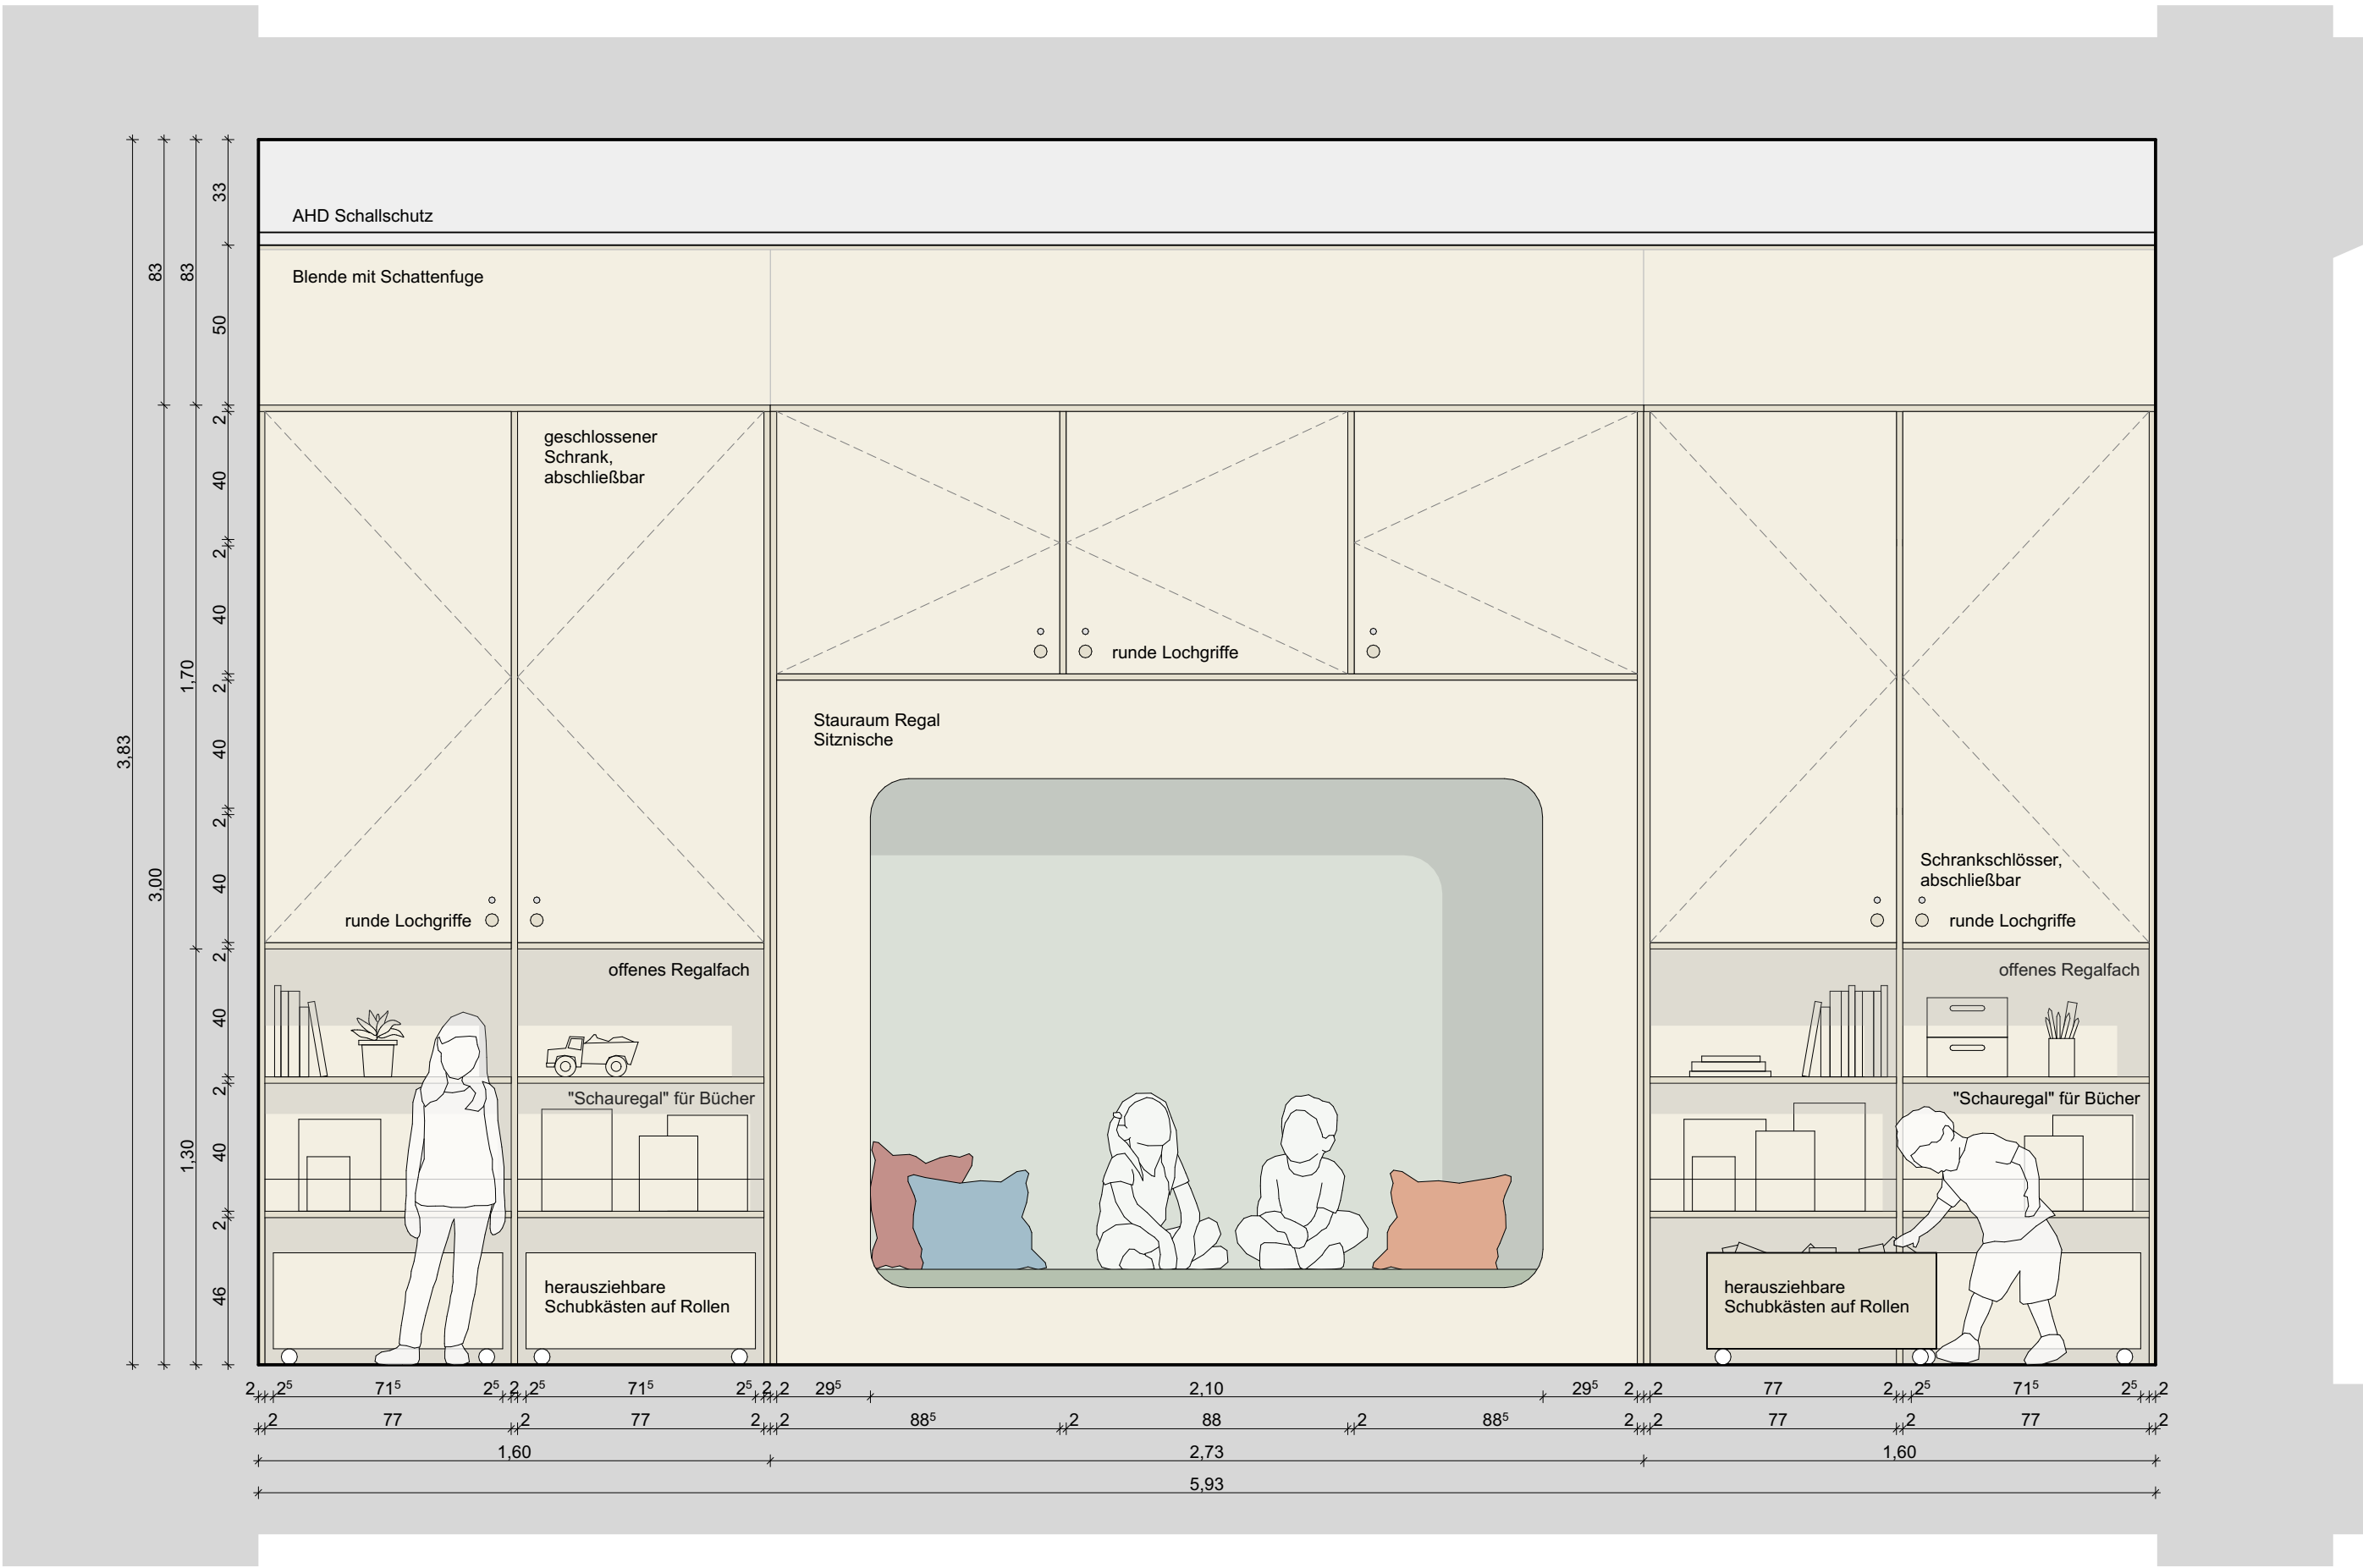 AHD Schallschutz
Blende mit Schattenfuge
geschlossener
Schrank,
abschließbar
runde Lochgriffe
Stauraum Regal
Sitznische
Schrankschlösser,
abschließbar
runde Lochgriffe
runde Lochgriffe
offenes Regalfach
offenes Regalfach
"Schauregal" für Bücher
"Schauregal" für Bücher
herausziehbare
Schubkästen auf Rollen
herausziehbare
Schubkästen auf Rollen
3,83
83
3,00
83
1,70
1,30
33
50
2
40
2
40
2
40
2
40
2
40
2
40
2
46
2 2⁵ 71⁵ 2⁵ 2 2⁵ 71⁵ 2⁵ 2 2 29⁵ 2,10 29⁵ 2 2 77 2 2⁵ 71⁵ 2⁵ 2
2 77 2 77 2 2 88⁵ 2 88 2 88⁵ 2 2 77 2 77 2
1,60 2,73 1,60
5,93